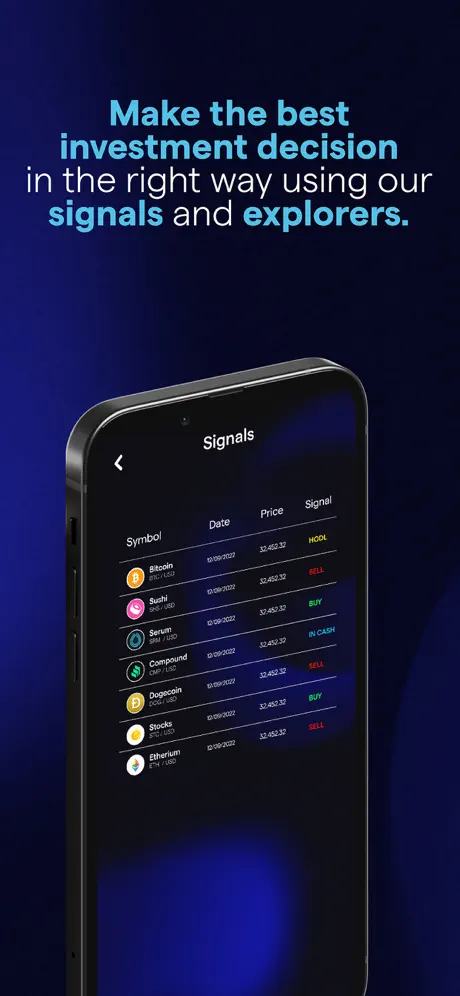 Make the best
investment decision
in the right way using our
signals and explorers.
Signals
Symbol Date Price Signal
Bitcoin
BTC / USD 12/09/2022 32,452.32 HODL
Sushi
SHS / USD 12/09/2022 32,452.32 SELL
Serum
SRM / USD 12/09/2022 32,452.32 BUY
Compound
CMP / USD 12/09/2022 32,452.32 IN CASH
Dogecoin
DOG / USD 12/09/2022 32,452.32 SELL
Stocks
STC / USD 12/09/2022 32,452.32 BUY
Etherium
ETH / USD 12/09/2022 32,452.32 SELL